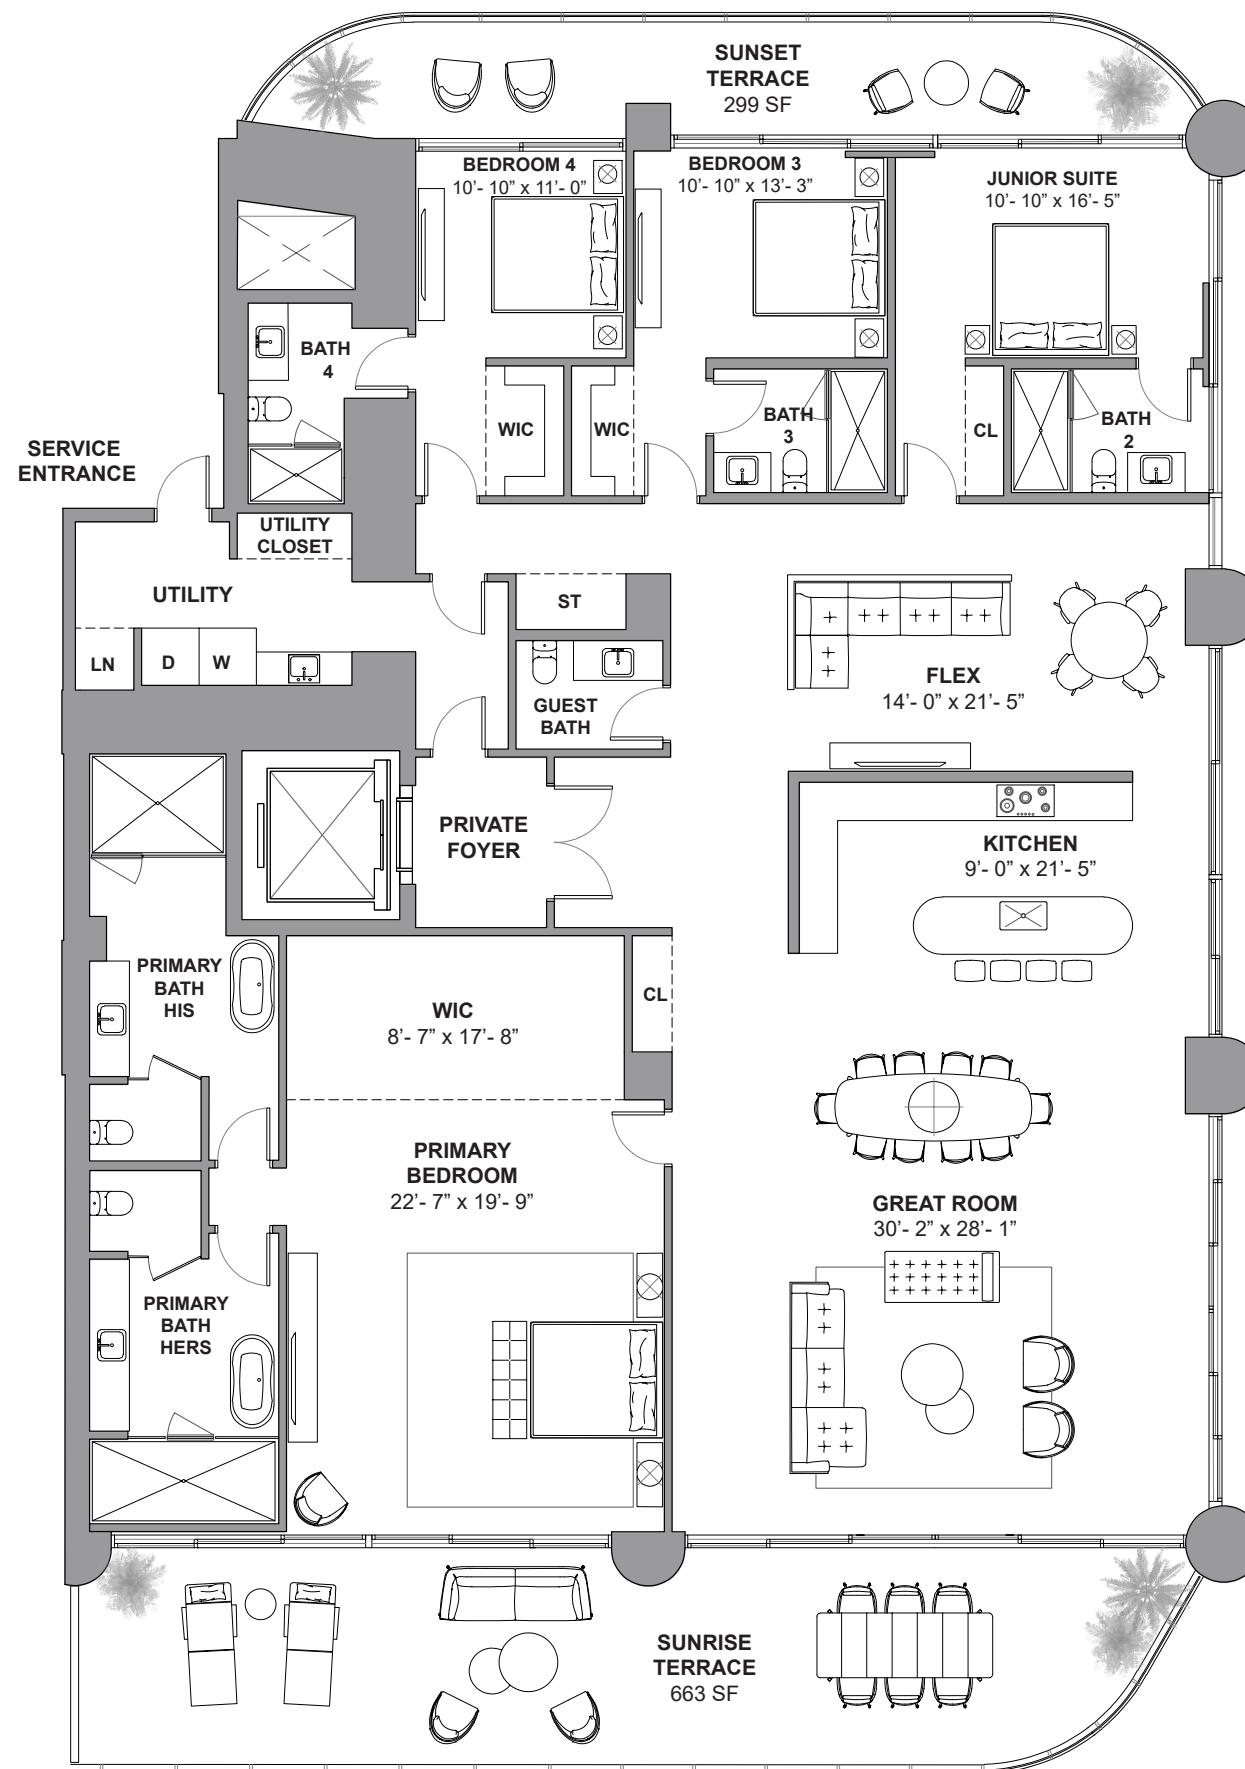 SUNSET
TERRACE
299 SF
BEDROOM 4
10’- 10” x 11’- 0”
BEDROOM 3
10’- 10” x 13’- 3”
JUNIOR SUITE
10’- 10” x 16’- 5”
BATH
4
WIC
WIC
BATH
3
CL
BATH
2
SERVICE
ENTRANCE
UTILITY
CLOSET
UTILITY
ST
LN
D
W
GUEST
BATH
FLEX
14’- 0” x 21’- 5”
PRIVATE
FOYER
KITCHEN
9’- 0” x 21’- 5”
PRIMARY
BATH
HIS
WIC
8’- 7” x 17’- 8”
CL
PRIMARY
BEDROOM
22’- 7” x 19’- 9”
GREAT ROOM
30’- 2” x 28’- 1”
PRIMARY
BATH
HERS
SUNRISE
TERRACE
663 SF